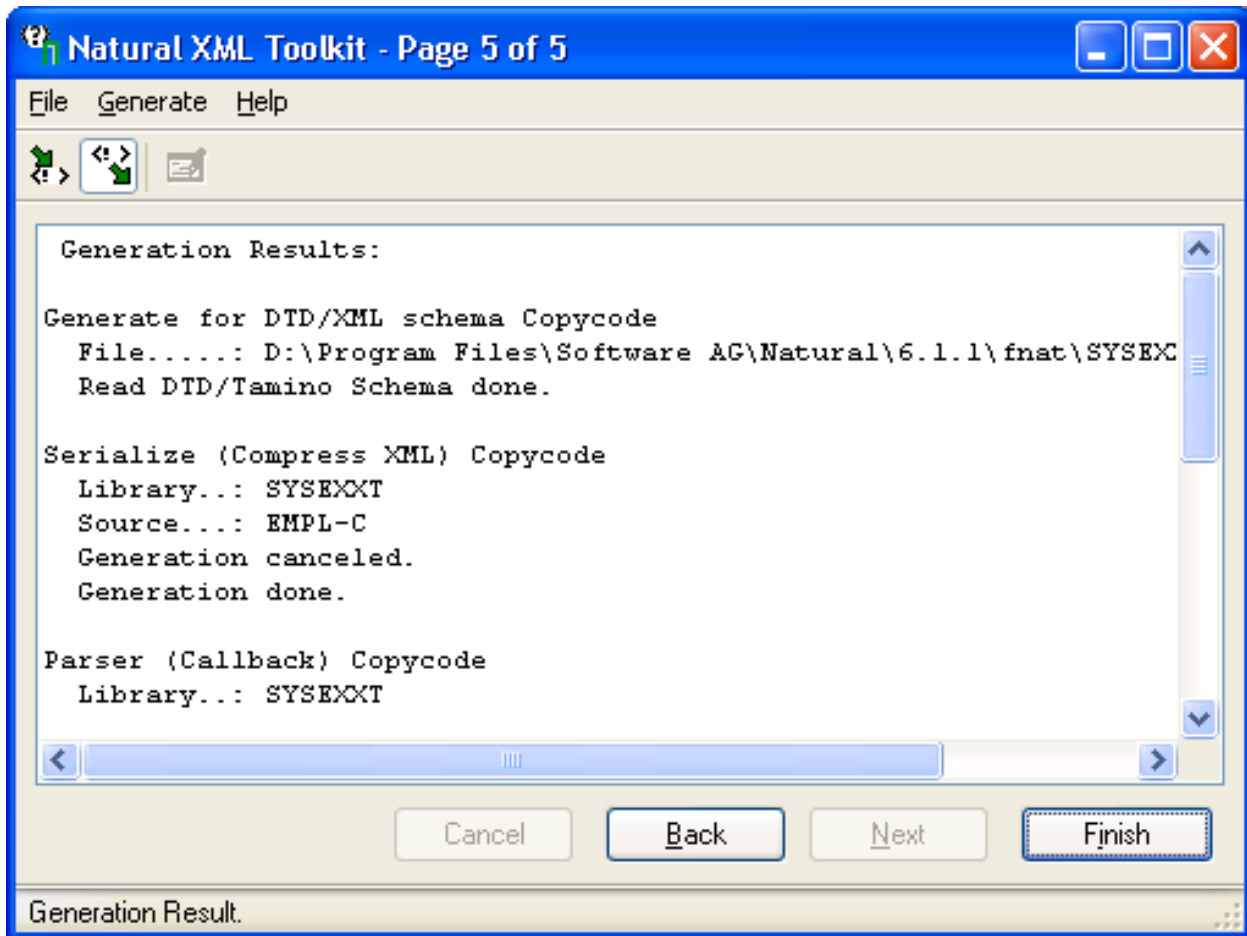 Natural XML Toolkit - Page 5 of 5
File Generate Help
Generation Results:
Generate for DTD/XML schema Copycode
File.....: D:\Program Files\Software AG\Natural\6.1.1\fnat\SYSEX
Read DTD/Tamino Schema done.
Serialize (Compress XML) Copycode
Library..: SYSEXXT
Source...: EMPL-C
Generation canceled.
Generation done.
Parser (Callback) Copycode
Library..: SYSEXXT
Cancel Back Next Finish
Generation Result.